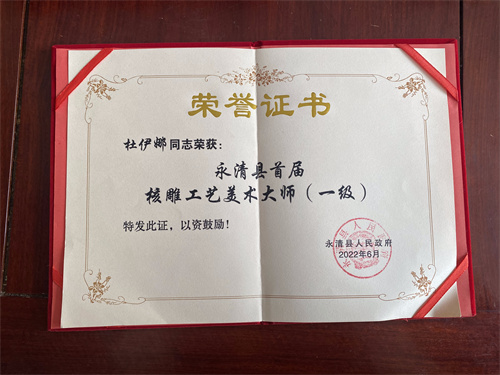 荣誉证书
杜伊娜同志荣获：
永清县首届
核雕工艺美术大师（一级）
特发此证，以资鼓励！
永清县人民政府
2022年6月